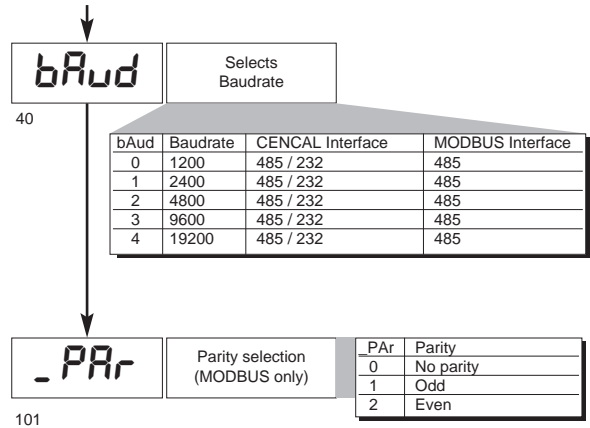 bAud
Selects
Baudrate
40
bAud Baudrate CENCAL Interface MODBUS Interface
0 1200 485 / 232 485
1 2400 485 / 232 485
2 4800 485 / 232 485
3 9600 485 / 232 485
4 19200 485 / 232 485
_PAr
Parity selection
(MODBUS only)
_PAr Parity
0 No parity
1 Odd
2 Even
101